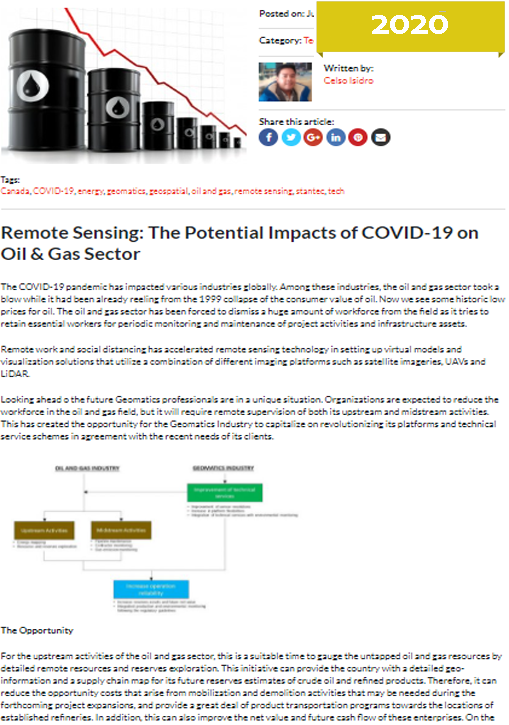 Posted on: Ju
2020
Category: Te
Written by:
Celso Isidro
Share this article:
Tags:
Canada, COVID-19, energy, geomatics, geospatial, oil and gas, remote sensing, stantec, tech
Remote Sensing: The Potential Impacts of COVID-19 on
Oil & Gas Sector
The COVID-19 pandemic has impacted various industries globally. Among these industries, the oil and gas sector took a
blow while it had been already reeling from the 1999 collapse of the consumer value of oil. Now we see some historic low
prices for oil. The oil and gas sector has been forced to dismiss a huge amount of workforce from the field as it tries to
retain essential workers for periodic monitoring and maintenance of project activities and infrastructure assets.
Remote work and social distancing has accelerated remote sensing technology in setting up virtual models and
visualization solutions that utilize a combination of different imaging platforms such as satellite imageries, UAVs and
LiDAR.
Looking ahead o the future Geomatics professionals are in a unique situation. Organizations are expected to reduce the
workforce in the oil and gas field, but it will require remote supervision of both its upstream and midstream activities.
This has created the opportunity for the Geomatics Industry to capitalize on revolutionizing its platforms and technical
service schemes in agreement with the recent needs of its clients.
OIL AND GAS INDUSTRY
GEOMATICS INDUSTRY
Improvement of technical
services
Upstream Activities
Midstream Activities
Increase operation
reliability
The Opportunity
For the upstream activities of the oil and gas sector, this is a suitable time to gauge the untapped oil and gas resources by
detailed remote resources and reserves exploration. This initiative can provide the country with a detailed geo-
information and a supply chain map for its future reserves estimates of crude oil and refined products. Therefore, it can
reduce the opportunity costs that arise from mobilization and demolition activities that may be needed during the
forthcoming project expansions, and provide a great deal of product transportation programs towards the locations of
established refineries. In addition, this can also improve the net value and future cash flow of these enterprises. On the